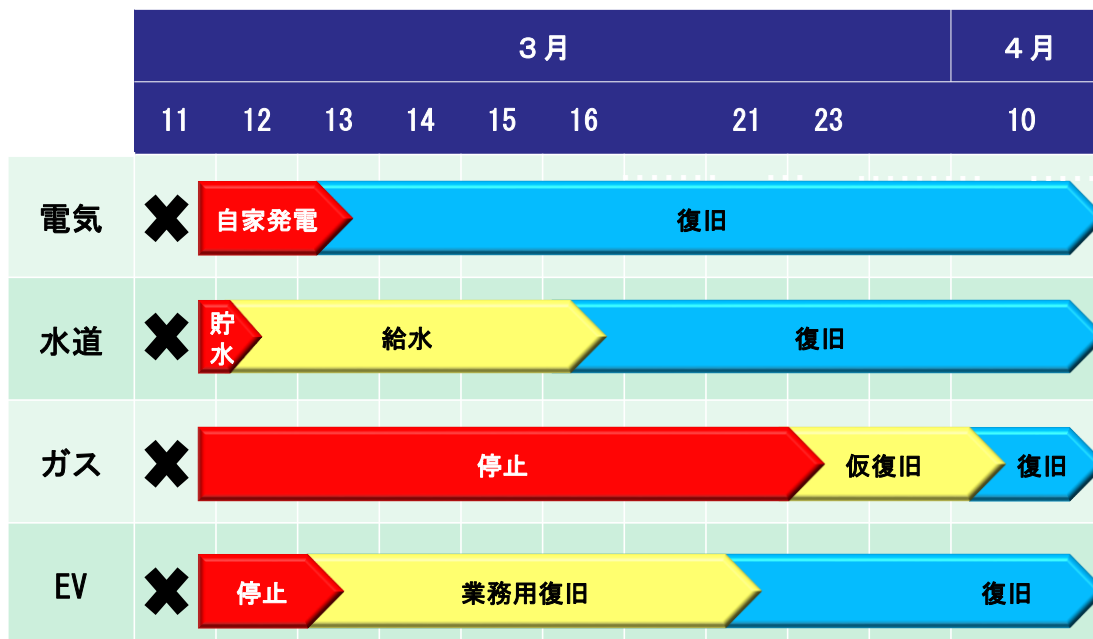 ３月 ４月
11 12 13 14 15 16 21 23 10
電気 自家発電 復旧
水道 貯水 給水 復旧
ガス 停止 仮復旧 復旧
EV 停止 業務用復旧 復旧